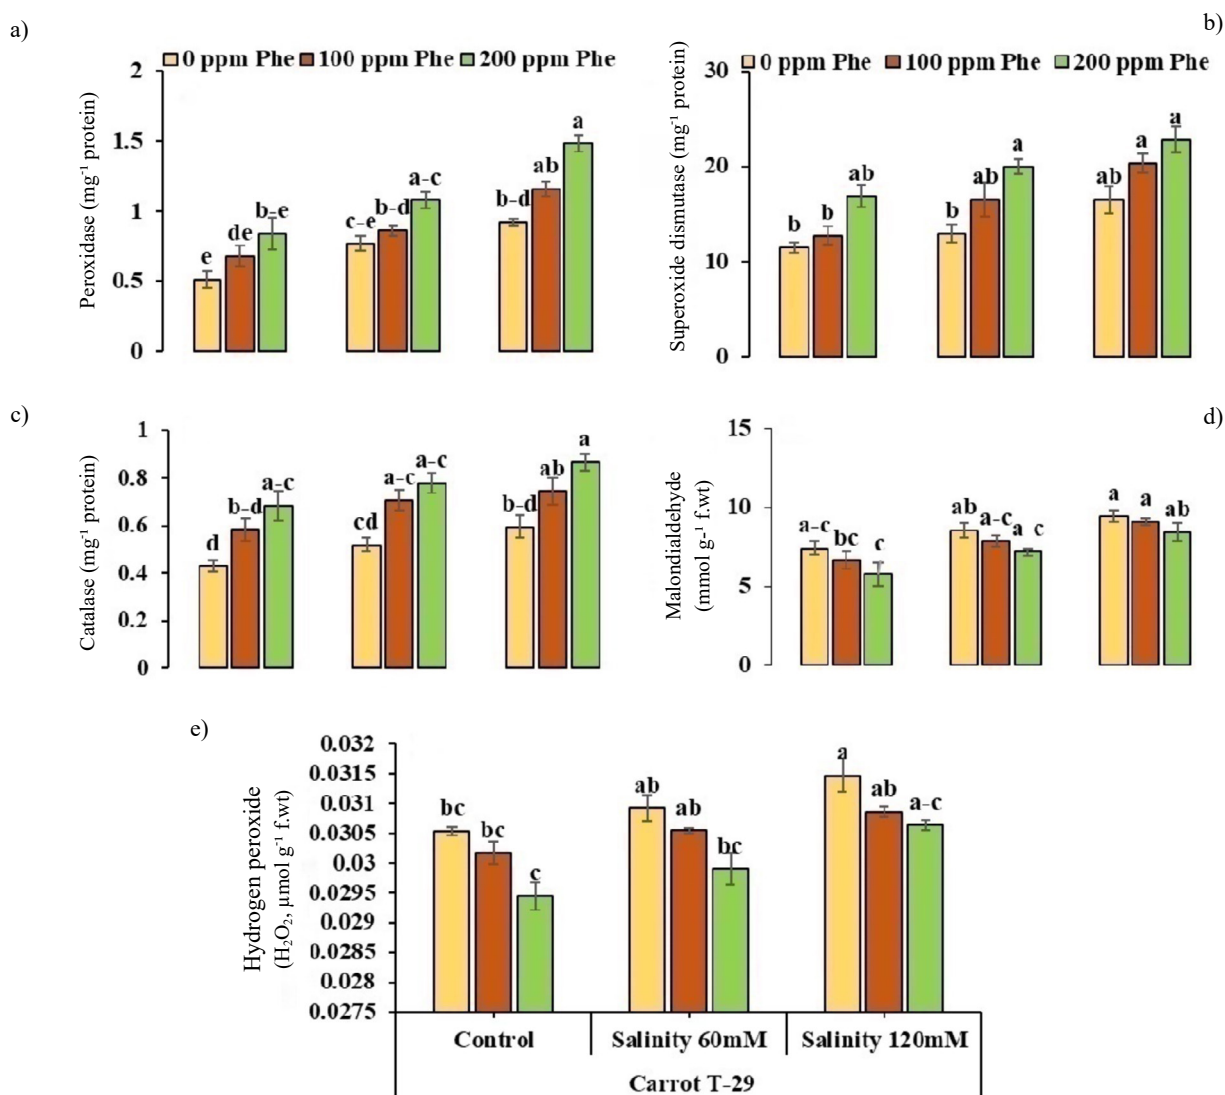 a)
0 ppm Phe 100 ppm Phe 200 ppm Phe
Peroxidase (mg⁻¹ protein)
2
1.5
1
0.5
0
e de b-e c-e b-d a-c b-d ab a
b)
0 ppm Phe 100 ppm Phe 200 ppm Phe
Superoxide dismutase (mg⁻¹ protein)
30
20
10
0
b b ab b ab a ab a a
c)
Catalase (mg⁻¹ protein)
1
0.8
0.6
0.4
0.2
0
d b-d a-c cd a-c a-c b-d ab a
d)
Malondialdehyde
(mmol g-¹ f.wt)
15
10
5
0
a-c bc c ab a-c a c a a ab
e)
Hydrogen peroxide
(H₂O₂, µmol g⁻¹ f.wt)
0.032
0.0315
0.031
0.0305
0.03
0.0295
0.029
0.0285
0.028
0.0275
bc bc c ab ab bc a ab a-c
Control Salinity 60mM Salinity 120mM
Carrot T-29